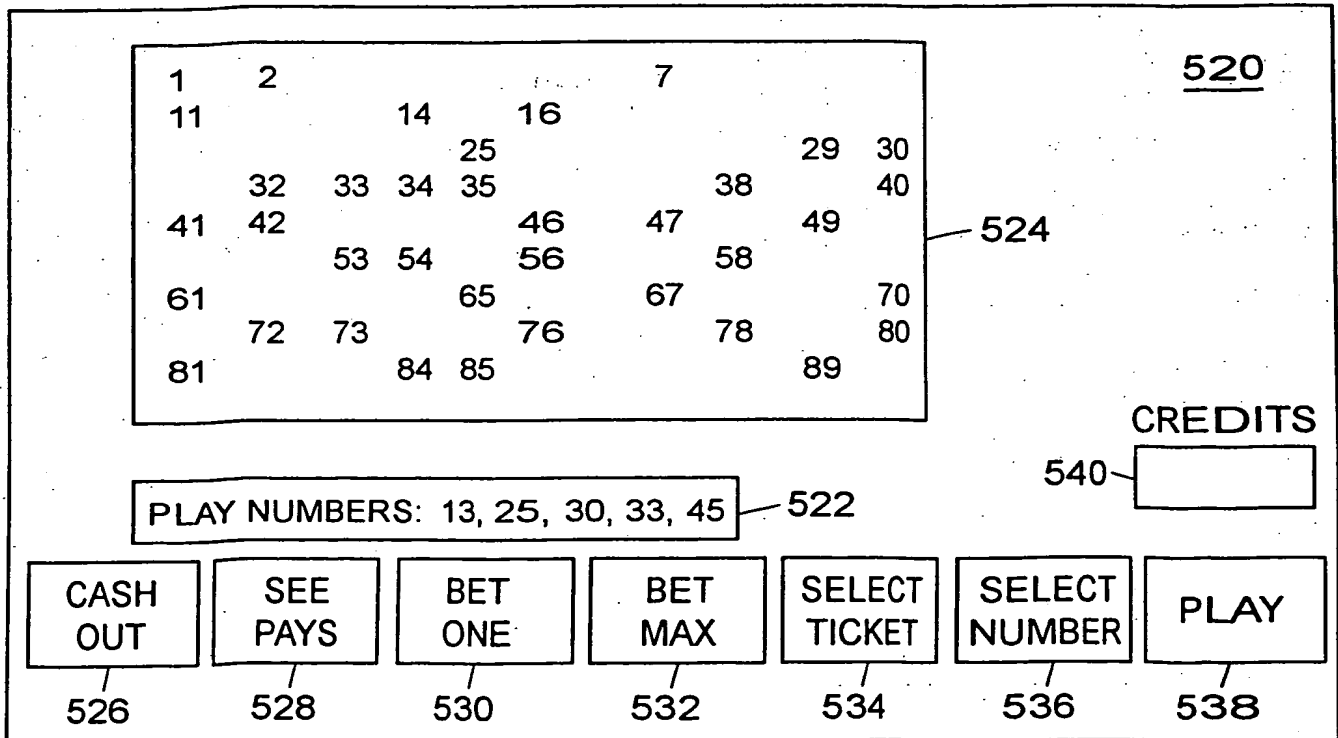 520
1 2 7
11 14 16
25 29 30
32 33 34 35 38 40
41 42 46 47 49
524
53 54 56 58
61 65 67 70
72 73 76 78 80
81 84 85 89
CREDITS
540
PLAY NUMBERS: 13, 25, 30, 33, 45
522
CASH OUT
SEE PAYS
BET ONE
BET MAX
SELECT TICKET
SELECT NUMBER
PLAY
526 528 530 532 534 536 538